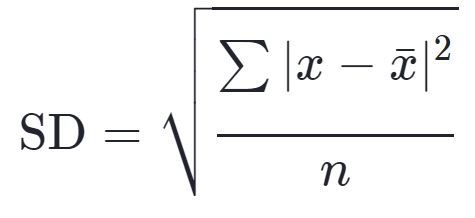 SD = √(∑ |x − x̄|² / n)